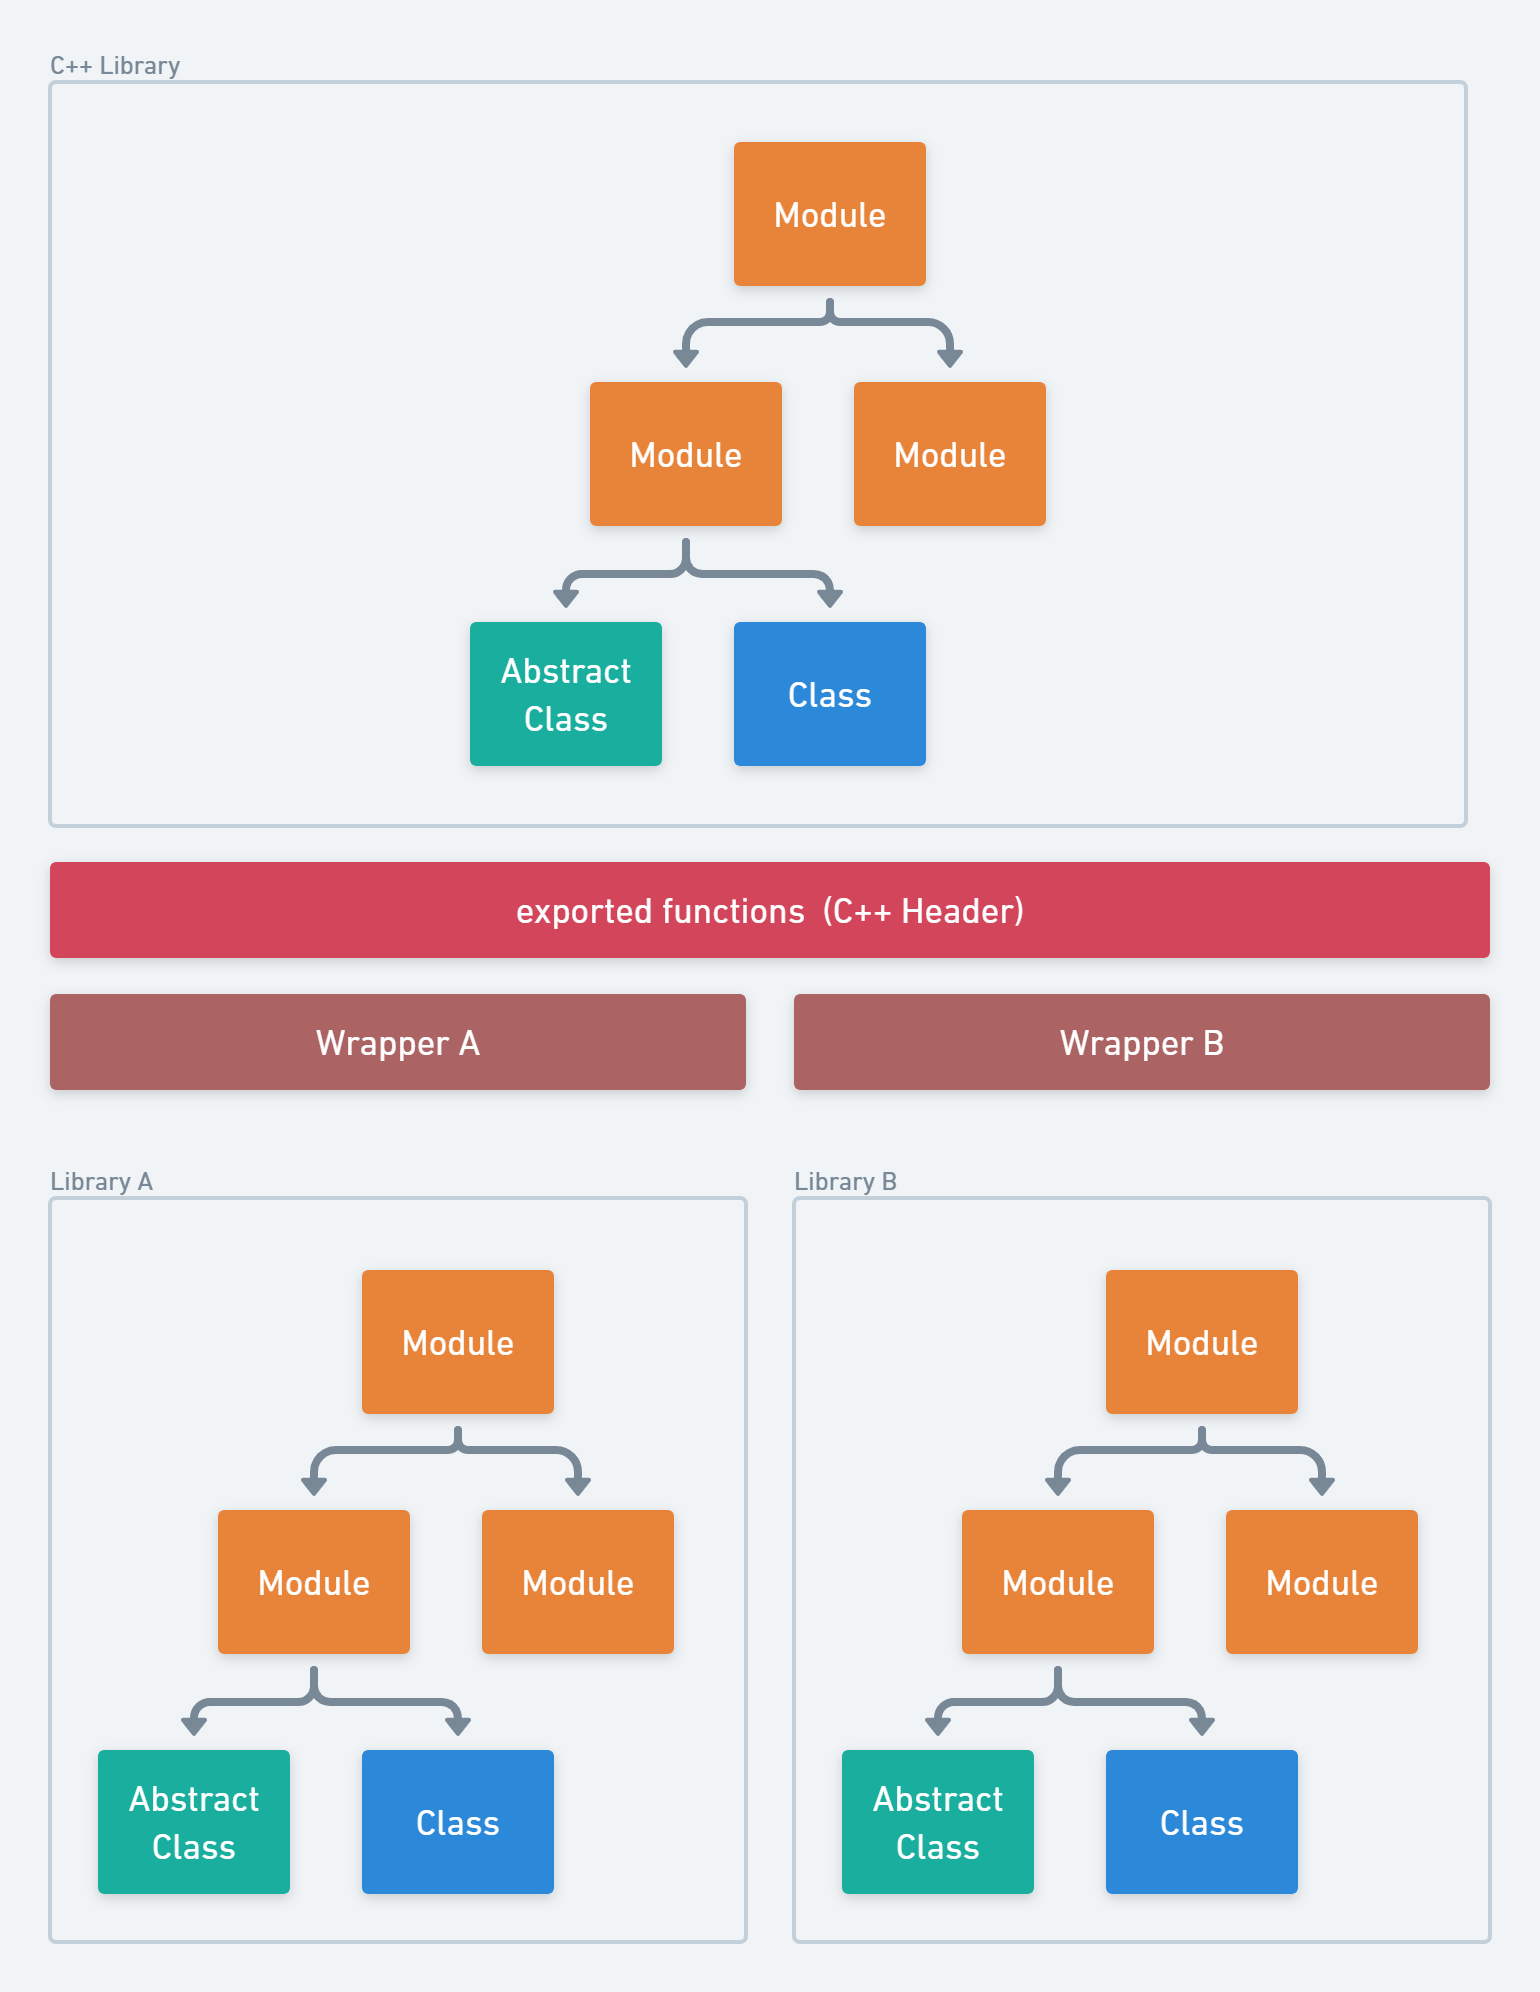 C++ Library
Module
Module
Module
Abstract
Class
Class
exported functions  (C++ Header)
Wrapper A
Wrapper B
Library A
Module
Module
Module
Abstract
Class
Class
Library B
Module
Module
Module
Abstract
Class
Class